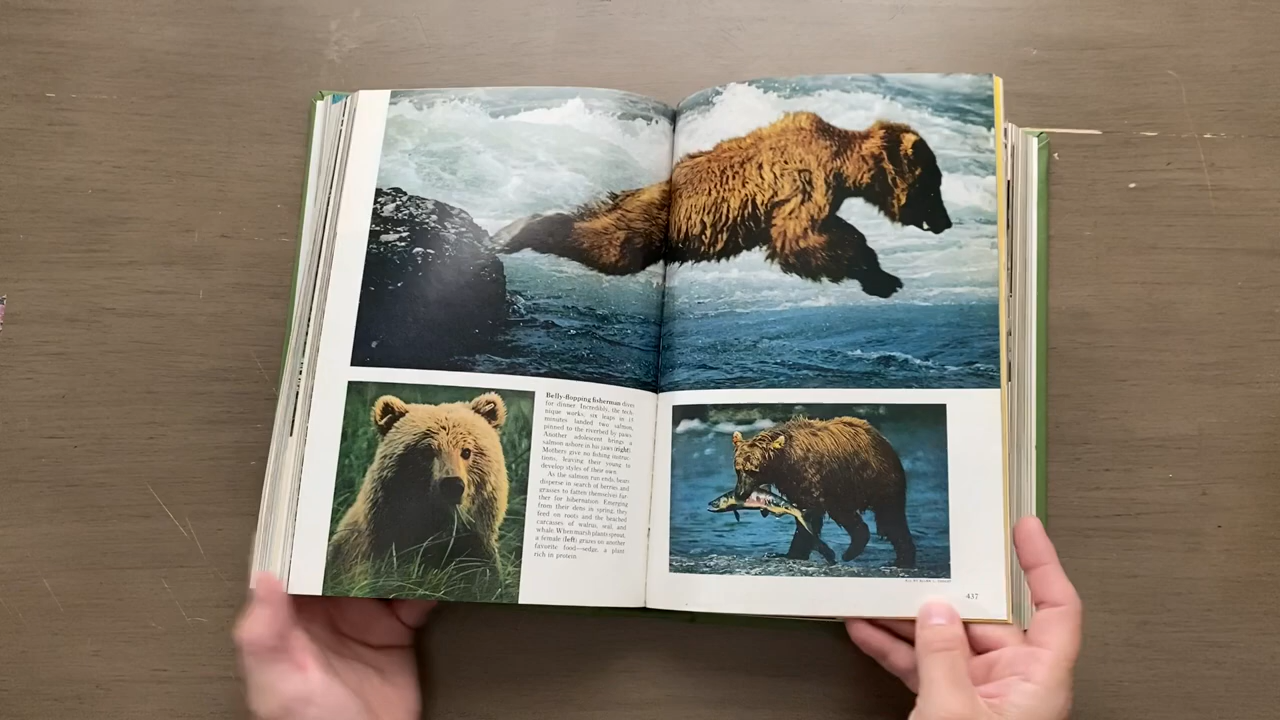 Belly-flopping fisherman dives
for dinner. Incredibly, the tech-
nique works; six leaps in 15
minutes landed two salmon,
pinned to the riverbed by paws.
Another adolescent brings a
salmon ashore in his jaws (right).
Mothers give no fishing instruc-
tions, leaving their young to
develop styles of their own.
As the salmon run ends, bears
disperse in search of berries and
grasses to fatten themselves fur-
ther for hibernation. Emerging
from their dens in spring, they
feed on roots and the beached
carcasses of walrus, seal, and
whale. When marsh plants sprout,
a female (left) grazes on another
favorite food—sedge, a plant
rich in protein.
437